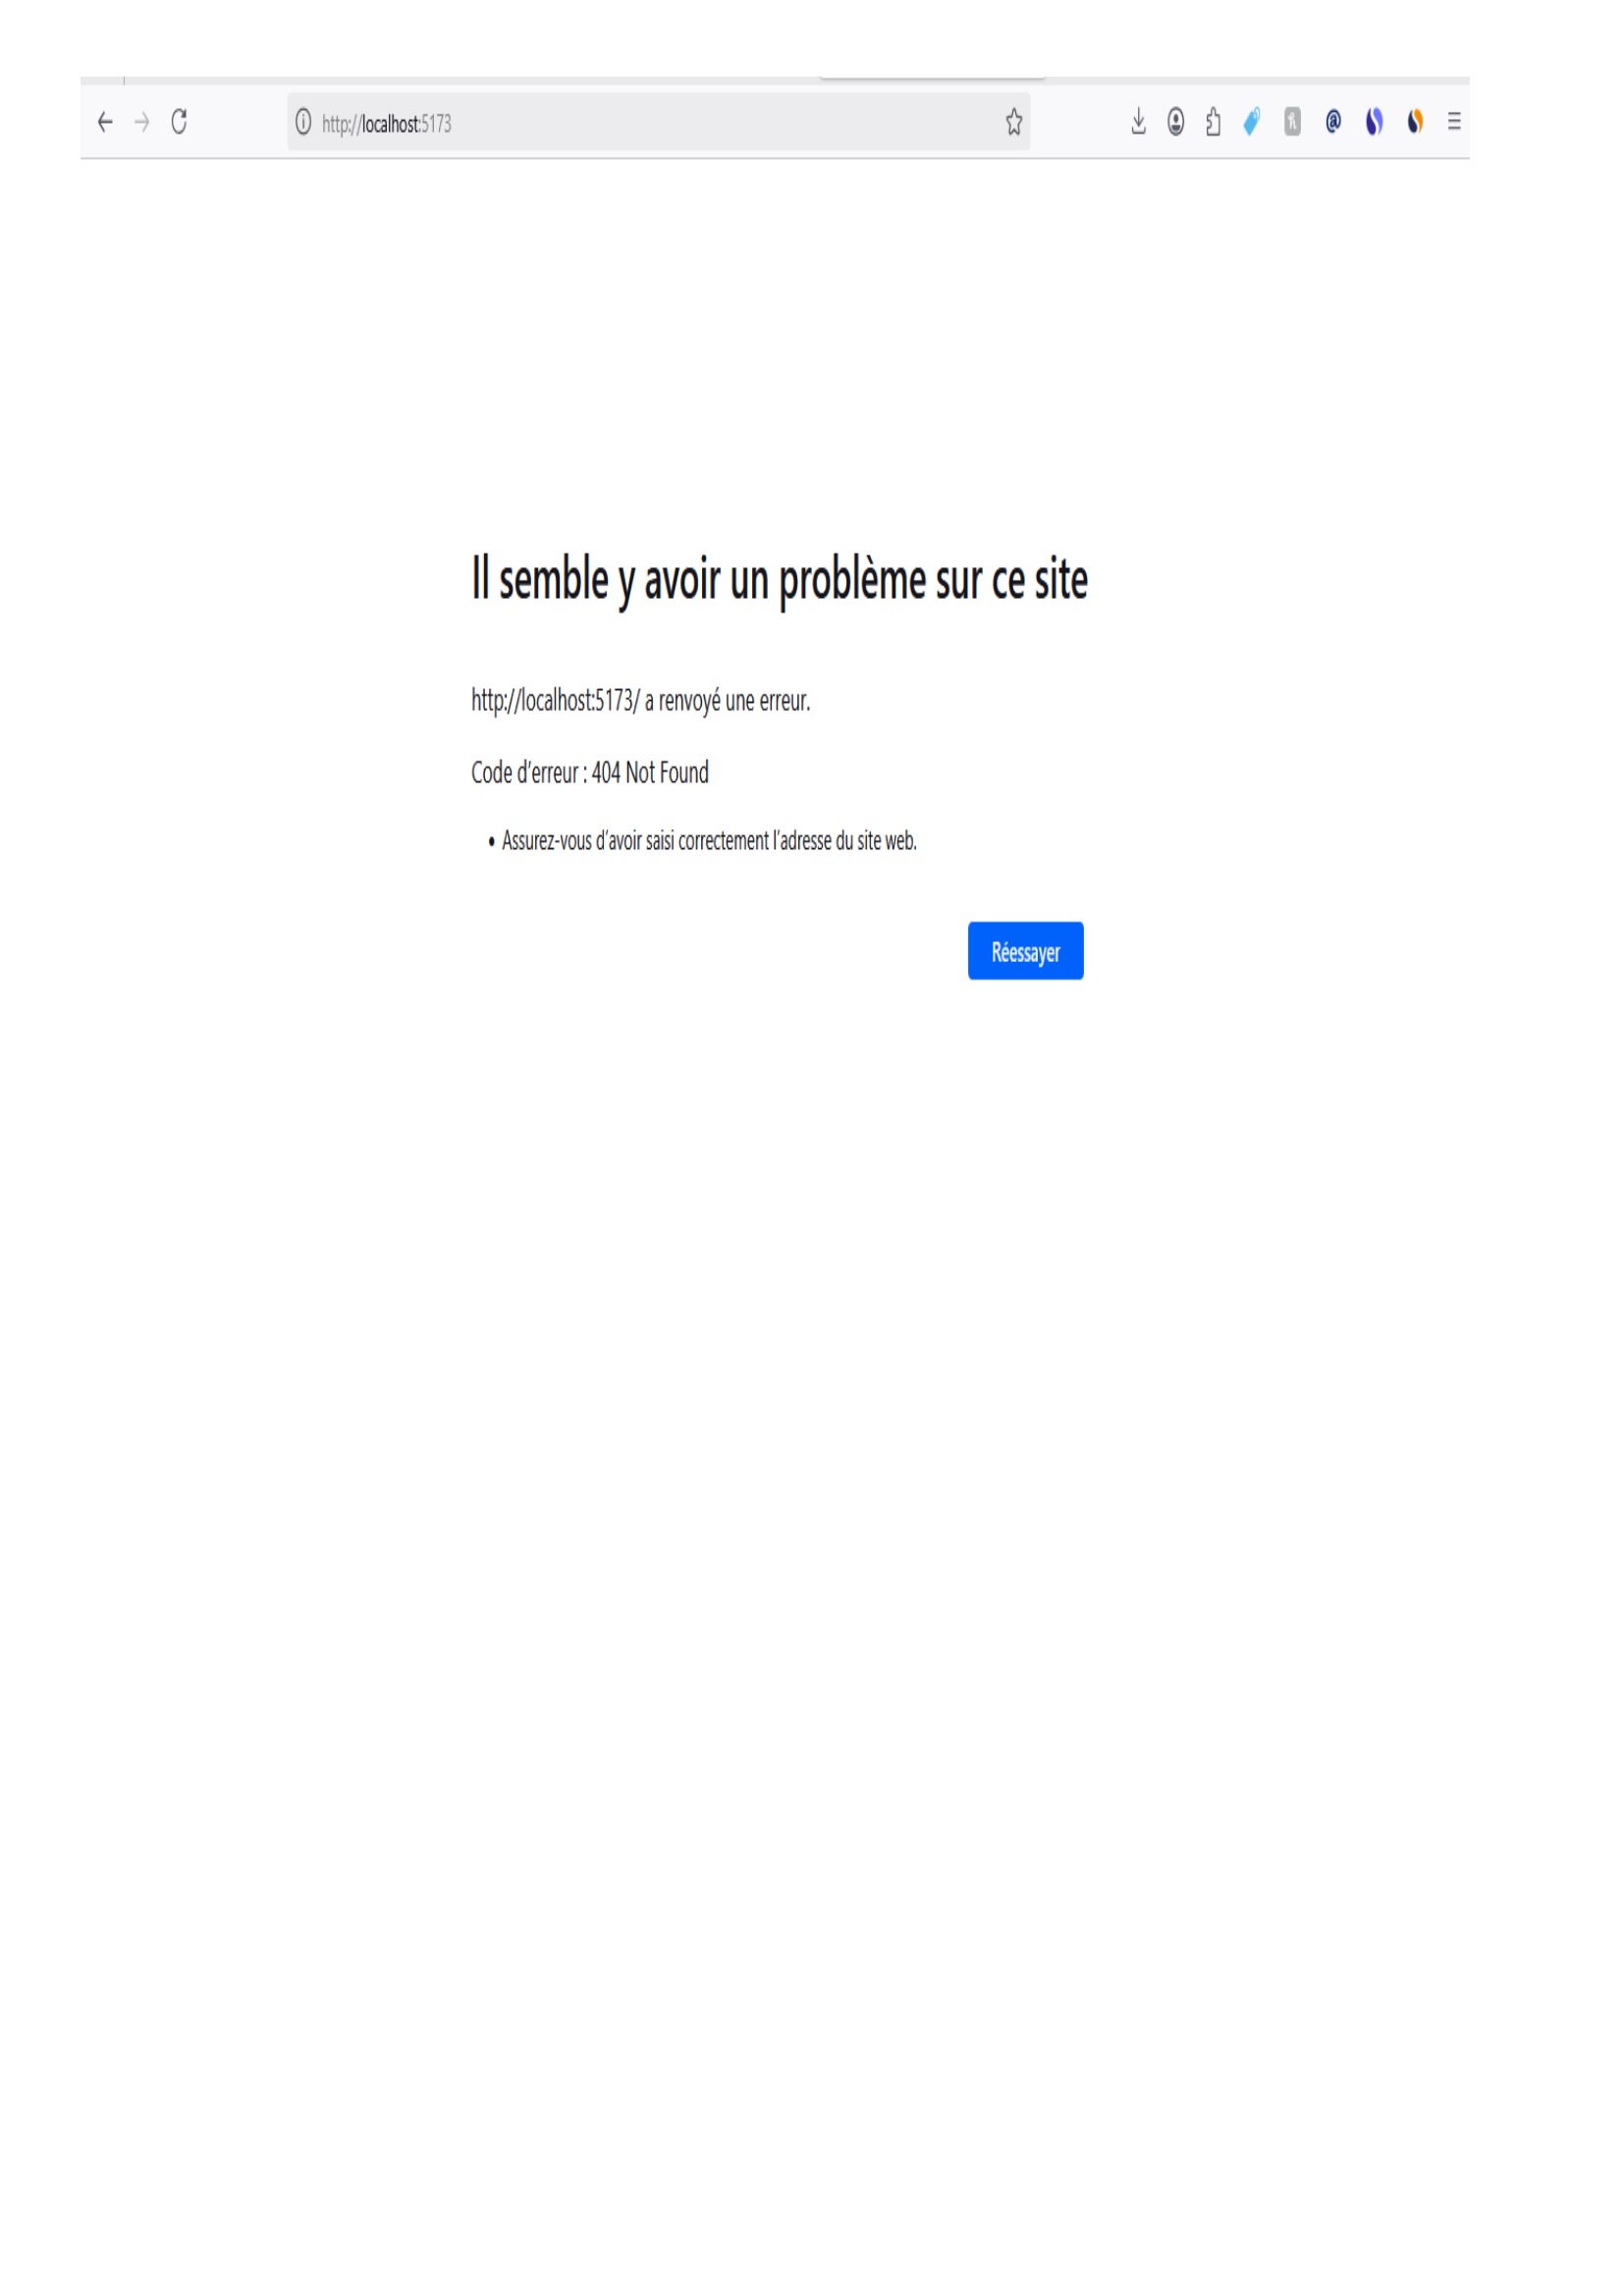 http://localhost:5173
Il semble y avoir un problème sur ce site
http://localhost:5173/ a renvoyé une erreur.
Code d’erreur : 404 Not Found
• Assurez-vous d’avoir saisi correctement l’adresse du site web.
Réessayer